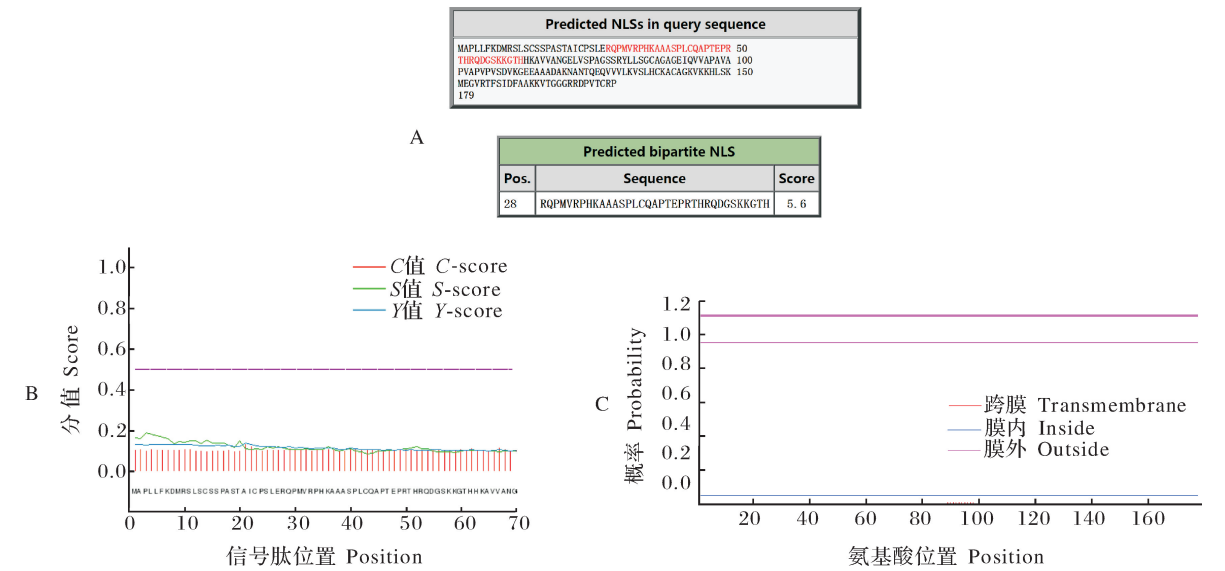 Predicted NLSs in query sequence
MAPLLFKDMRSLSCSSPASTAICPSLERQPMVRPHKAAASPLCQAPTEPR 50
THRQDGSKKGTHHKAVVANGELVSPAGSSRYLLSGCAGAGEIQVVAPAVA 100
PVAPVPVSDVKGEEAAADAKNANTQEQVVVLKVSLHCKACAGKVKKHLSK 150
MEGVRTFSIDFAAKKVTGGGRRDPVTCRP
179
A
Predicted bipartite NLS
Pos. Sequence Score
28 RQPMVRPHKAAASPLCQAPTEPRTHRQDGSKKGTH 5.6
B
分值 Score
1.0
0.8
0.6
0.4
0.2
0.0
C值 C-score
S值 S-score
Y值 Y-score
MAPLLFKDMRSLSCSSPASTAICPSLERQPMVRPHKAAASPLCQAPTEPRTHRQDGSKKGTHHKAVVANG
0 10 20 30 40 50 60 70
信号肽位置 Position
C
概率 Probability
1.2
1.0
0.8
0.6
0.4
0.2
0.0
跨膜 Transmembrane
膜内 Inside
膜外 Outside
20 40 60 80 100 120 140 160
氨基酸位置 Position